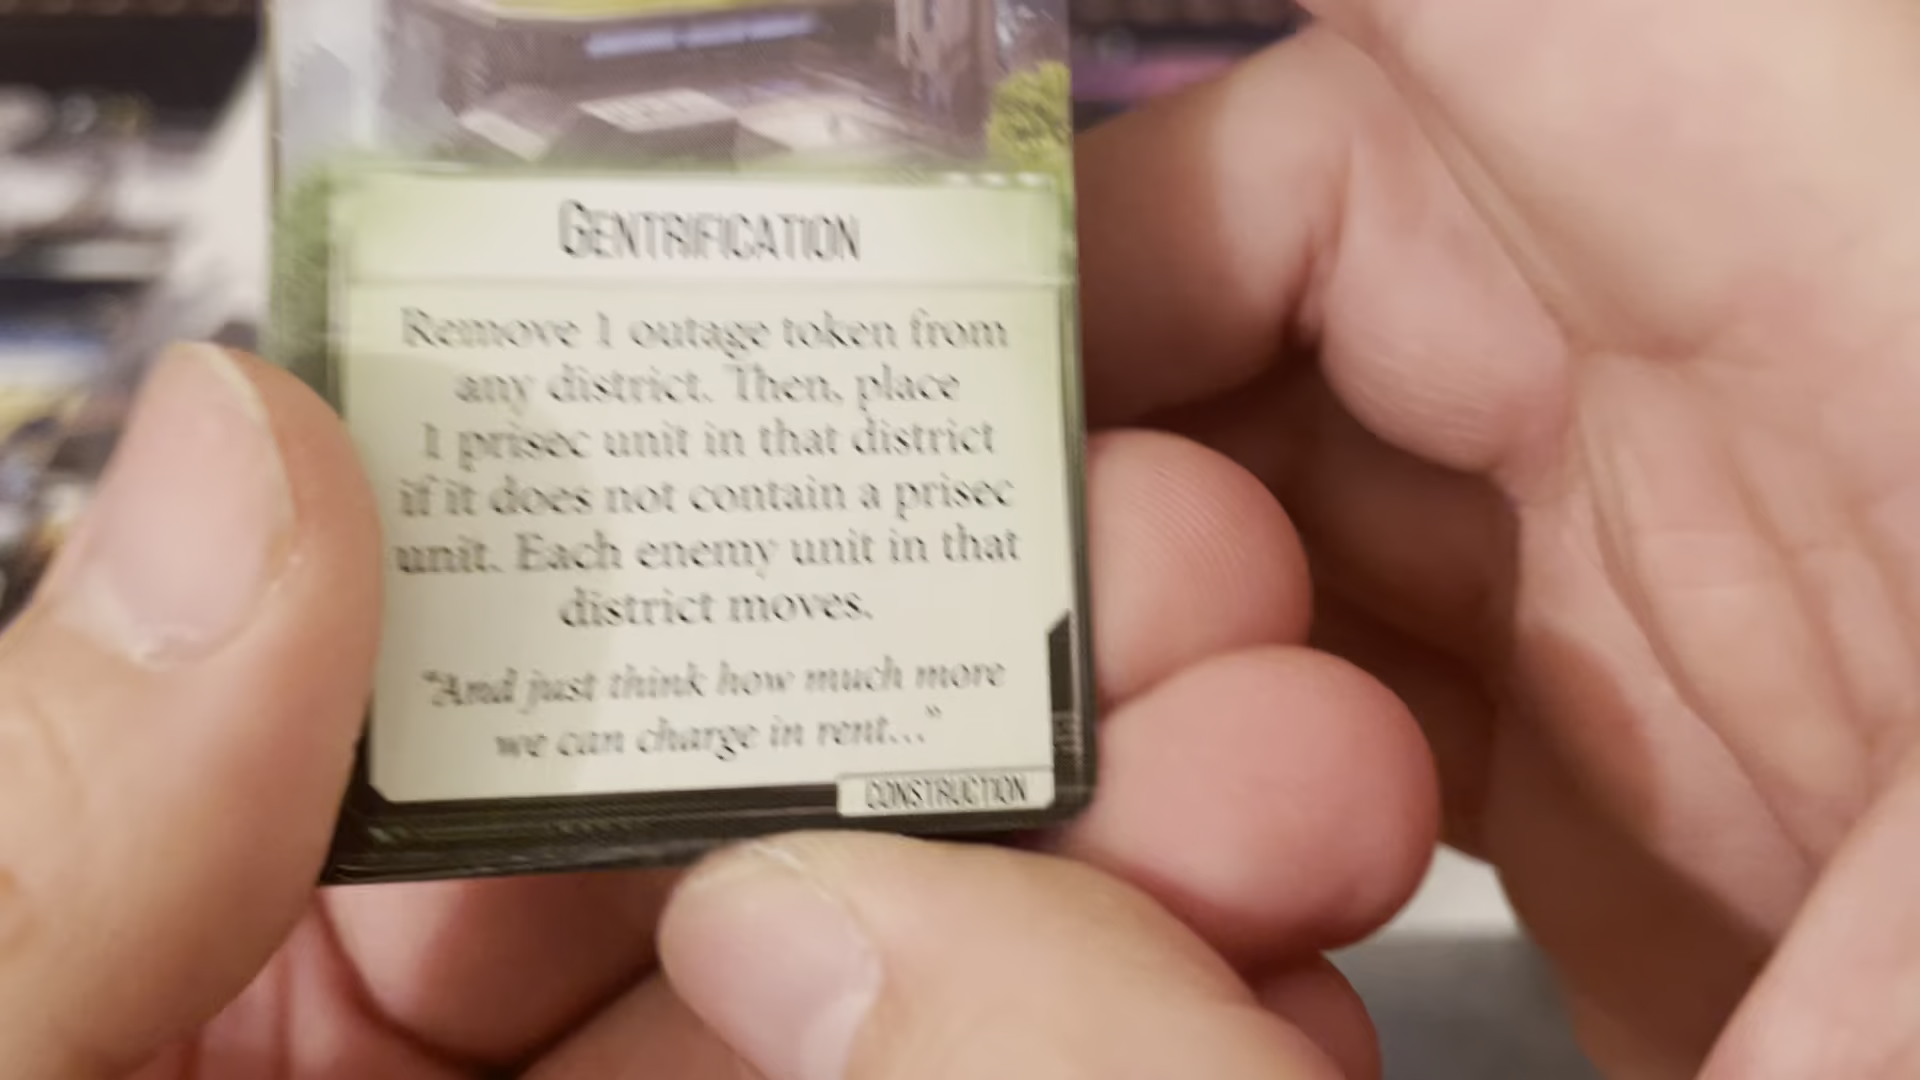 GENTRIFICATION
Remove 1 outage token from
any district. Then, place
1 prisec unit in that district
if it does not contain a prisec
unit. Each enemy unit in that
district moves.
"And just think how much more
we can charge in rent..."
CONSTRUCTION